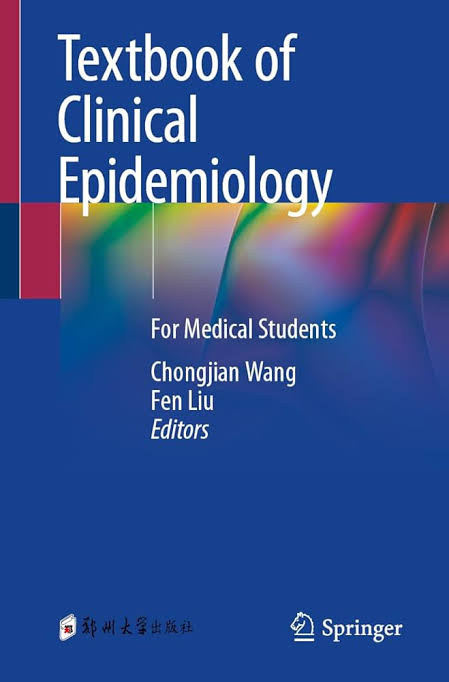 Textbook of
Clinical
Epidemiology
For Medical Students
Chongjian Wang
Fen Liu
Editors
郑州大学出版社
Springer